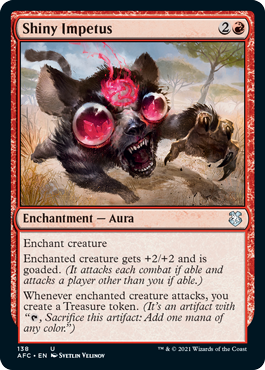 Shiny Impetus 2
Enchantment — Aura
Enchant creature
Enchanted creature gets +2/+2 and is
goaded. (It attacks each combat if able and
attacks a player other than you if able.)
Whenever enchanted creature attacks, you
create a Treasure token. (It's an artifact with
“, Sacrifice this artifact: Add one mana of
any color.”)
138 U
AFC • EN Svetlin Velinov
™ & © 2021 Wizards of the Coast